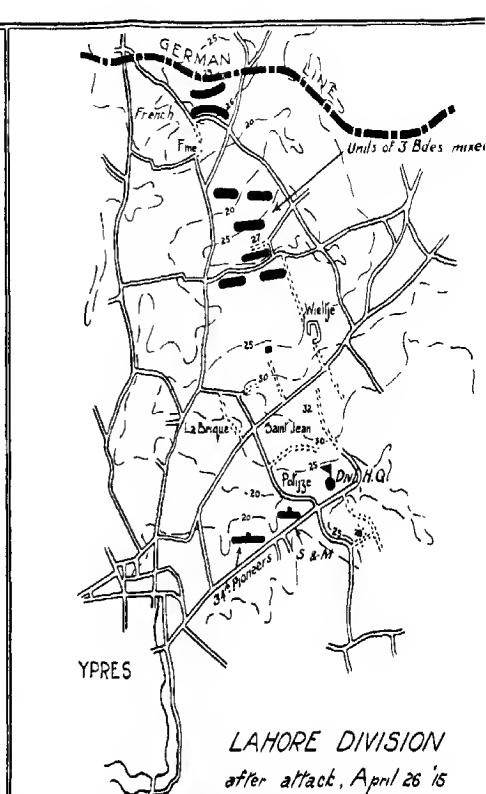 25
GERMAN
LINE
23
26
20
French
Fme
Units of 3 Bdes mixed
20
25
27
Wieltje
25
30
32
La Brique
Saint Jean
30
25
Potijze
Divl H.Q.
20
20
S & M
34th Pioneers
YPRES
LAHORE DIVISION
after attack, April 26 '15